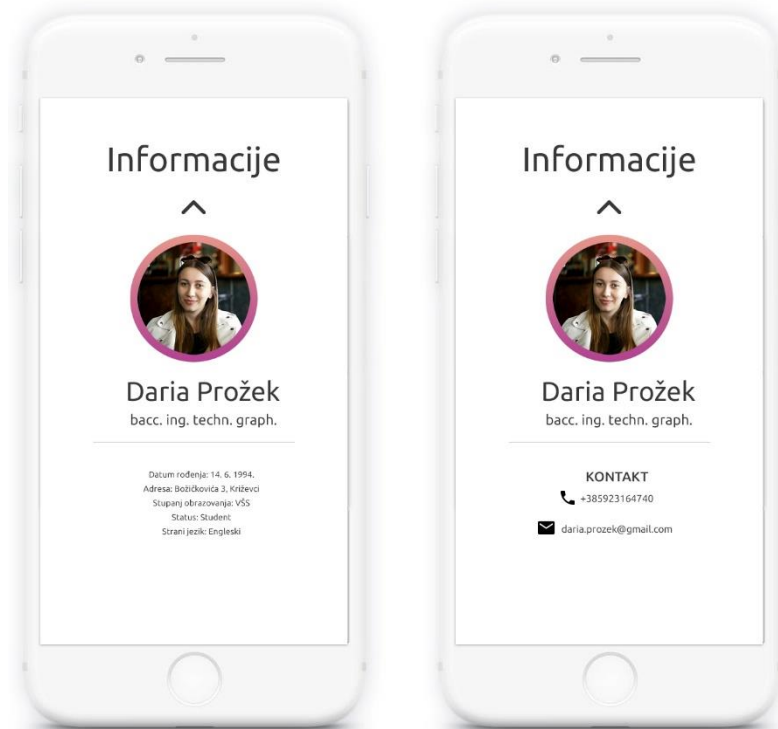 Informacije
Daria Prožek
bacc. ing. techn. graph.
Datum rođenja: 14. 6. 1994.
Adresa: Božičkovića 3, Križevci
Stupanj obrazovanja: VŠS
Status: Student
Strani jezik: Engleski
Informacije
Daria Prožek
bacc. ing. techn. graph.
KONTAKT
+385923164740
daria.prozek@gmail.com